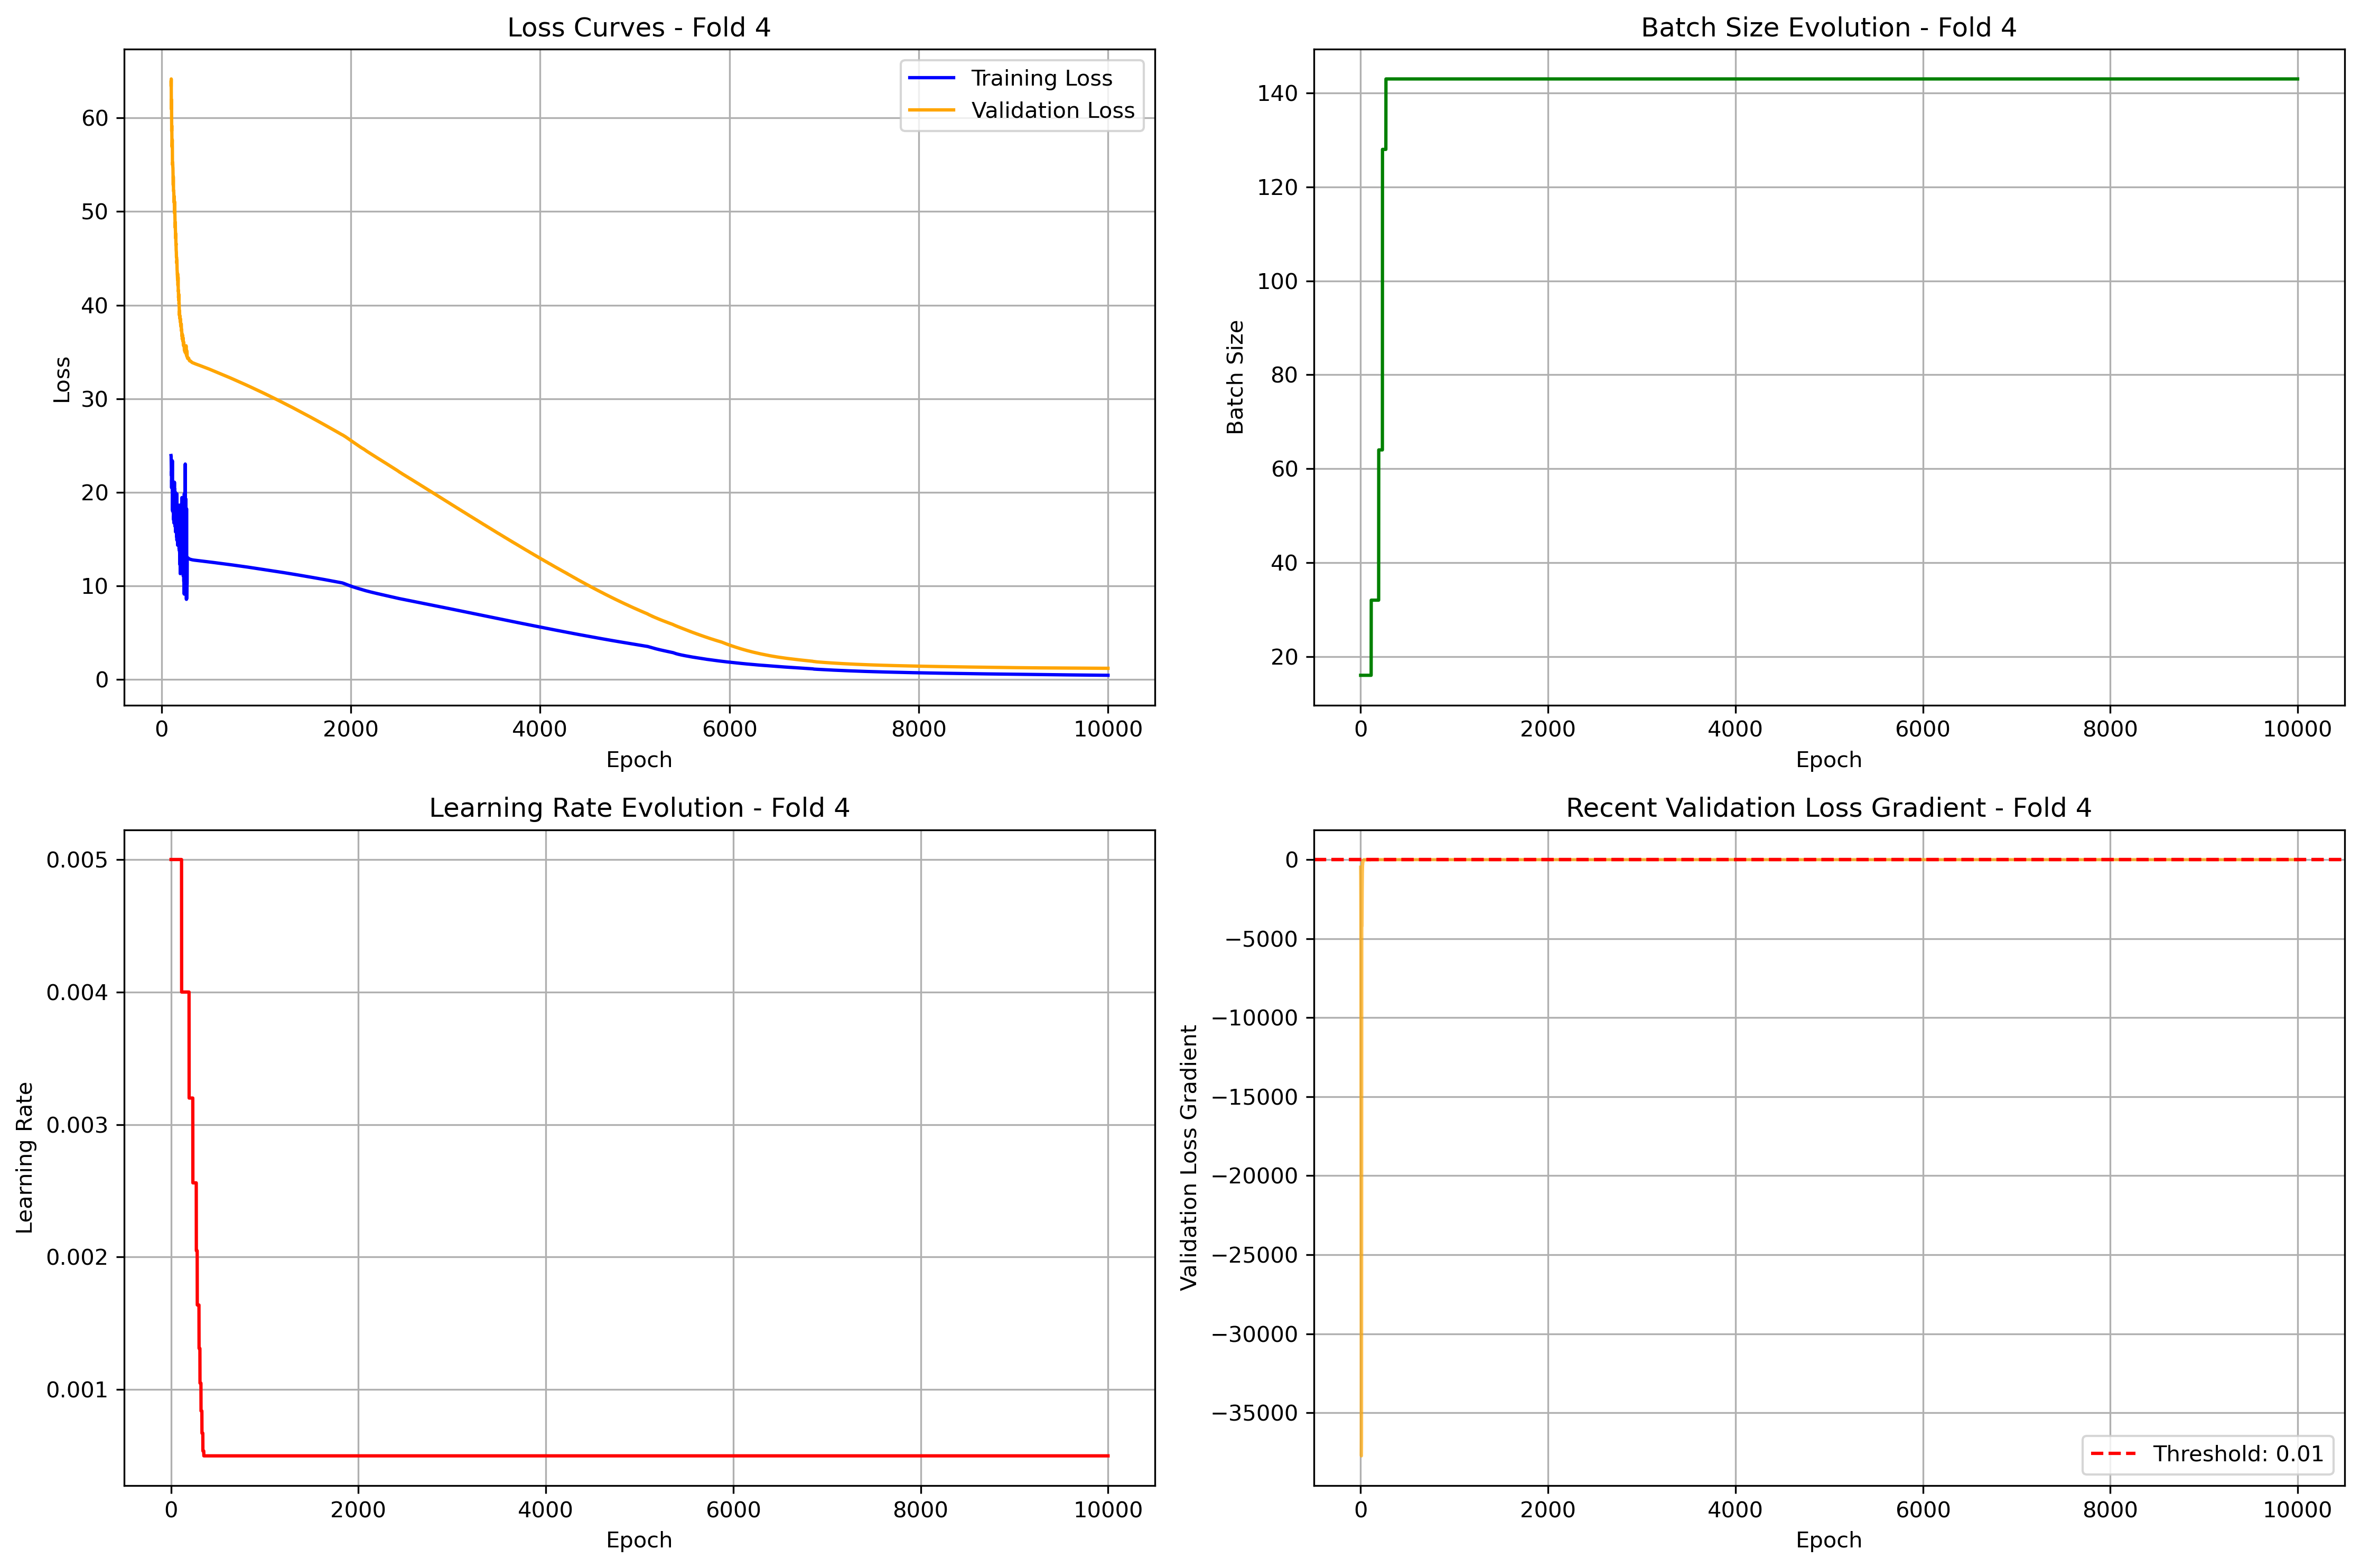 Loss Curves - Fold 4
Training Loss
Validation Loss
60
50
40
30
20
10
0
Loss
0 2000 4000 6000 8000 10000
Epoch
Batch Size Evolution - Fold 4
140
120
100
80
60
40
20
Batch Size
0 2000 4000 6000 8000 10000
Epoch
Learning Rate Evolution - Fold 4
0.005
0.004
0.003
0.002
0.001
Learning Rate
0 2000 4000 6000 8000 10000
Epoch
Recent Validation Loss Gradient - Fold 4
0
−5000
−10000
−15000
−20000
−25000
−30000
−35000
Validation Loss Gradient
Threshold: 0.01
0 2000 4000 6000 8000 10000
Epoch